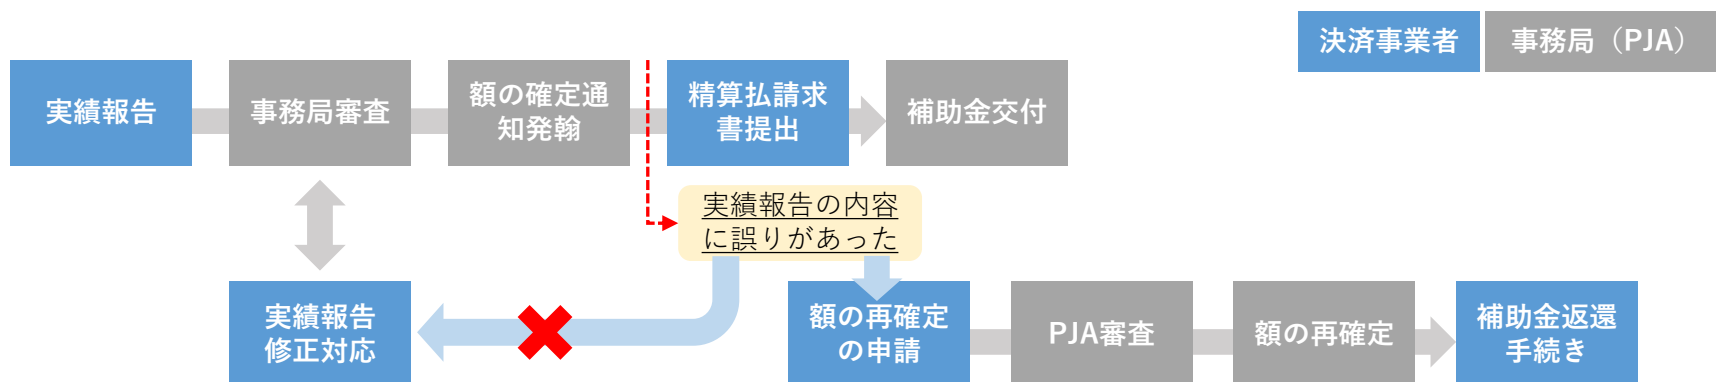 決済事業者
事務局（PJA）
実績報告
事務局審査
額の確定通
知発翰
精算払請求
書提出
補助金交付
実績報告の内容
に誤りがあった
実績報告
修正対応
額の再確定
の申請
PJA審査
額の再確定
補助金返還
手続き